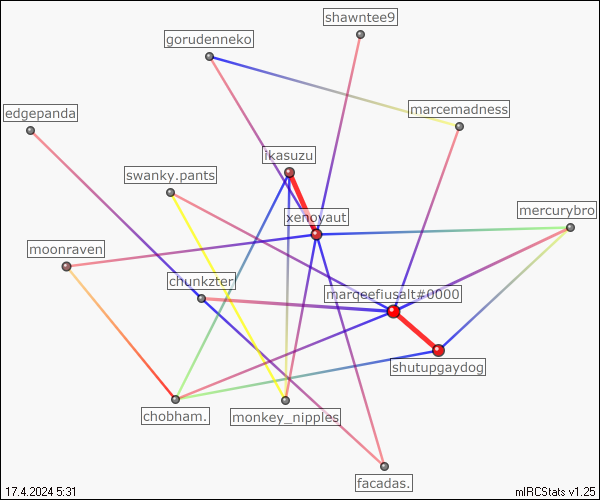 shawntee9
gorudenneko
edgepanda
marcemadness
ikasuzu
swanky.pants
xenoyaut
mercurybro
moonraven
chunkzter
marqeefiusalt#0000
shutupgaydog
chobham.
monkey_nipples
facadas.
17.4.2024 5:31
mIRCStats v1.25